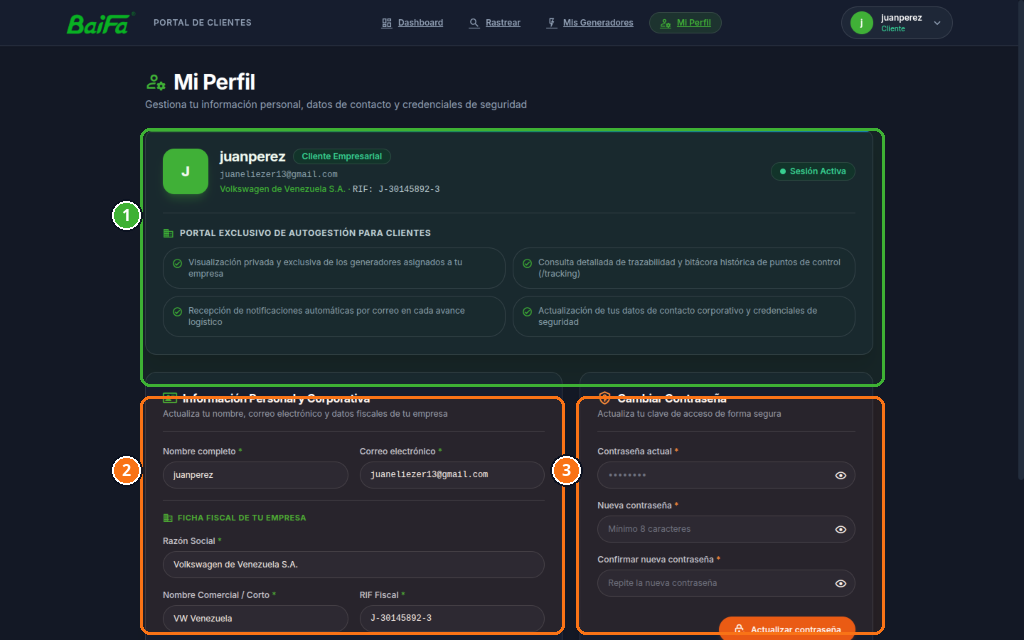 BaiFa
PORTAL DE CLIENTES
Dashboard
Rastrear
Mis Generadores
Mi Perfil
J
juanperez
Cliente
Mi Perfil
Gestiona tu información personal, datos de contacto y credenciales de seguridad
J
juanperez
Cliente Empresarial
juaneliezer13@gmail.com
Volkswagen de Venezuela S.A. · RIF: J-30145892-3
Sesión Activa
1
PORTAL EXCLUSIVO DE AUTOGESTIÓN PARA CLIENTES
Visualización privada y exclusiva de los generadores asignados a tu
empresa
Consulta detallada de trazabilidad y bitácora histórica de puntos de control
(/tracking)
Recepción de notificaciones automáticas por correo en cada avance
logístico
Actualización de tus datos de contacto corporativo y credenciales de
seguridad
2
Información Personal y Corporativa
Actualiza tu nombre, correo electrónico y datos fiscales de tu empresa
Nombre completo *
juanperez
Correo electrónico *
juaneliezer13@gmail.com
FICHA FISCAL DE TU EMPRESA
Razón Social *
Volkswagen de Venezuela S.A.
Nombre Comercial / Corto *
VW Venezuela
RIF Fiscal *
J-30145892-3
3
Cambiar Contraseña
Actualiza tu clave de acceso de forma segura
Contraseña actual *
••••••••
Nueva contraseña *
Mínimo 8 caracteres
Confirmar nueva contraseña *
Repite la nueva contraseña
Actualizar contraseña